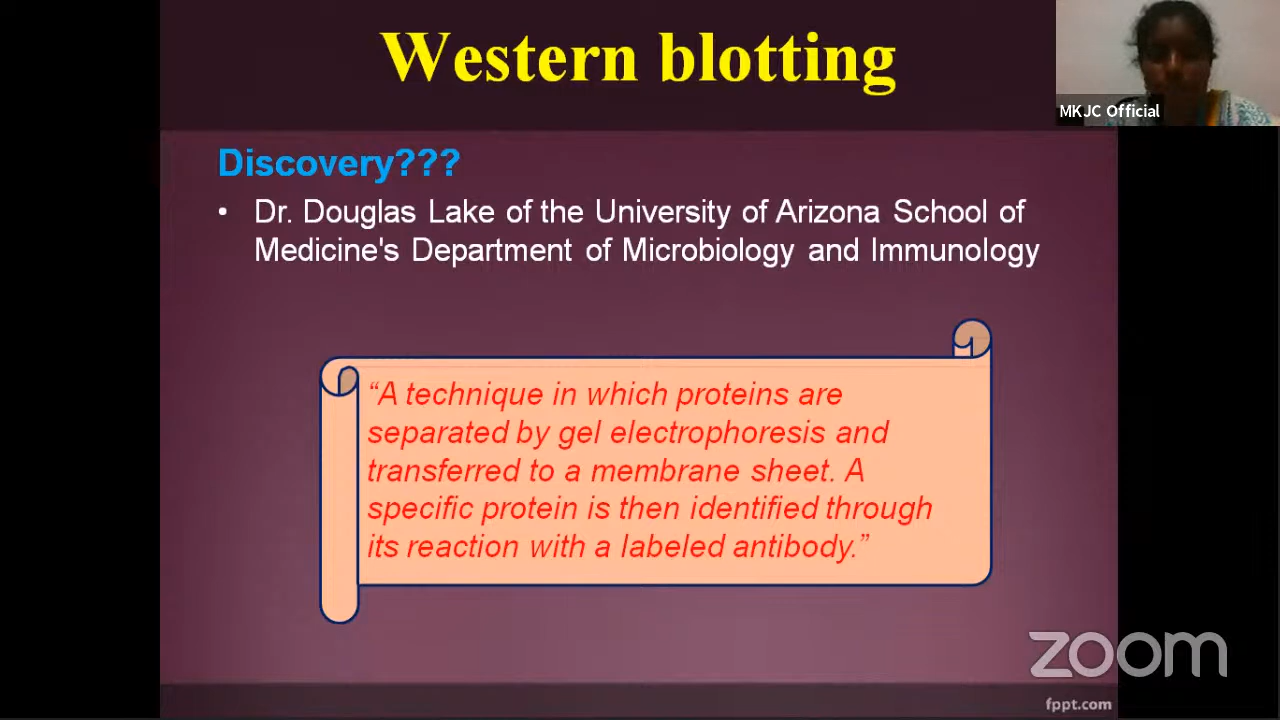 Western blotting
MKJC Official
Discovery???
• Dr. Douglas Lake of the University of Arizona School of
Medicine's Department of Microbiology and Immunology
“A technique in which proteins are
separated by gel electrophoresis and
transferred to a membrane sheet. A
specific protein is then identified through
its reaction with a labeled antibody.”
zoom
fppt.com